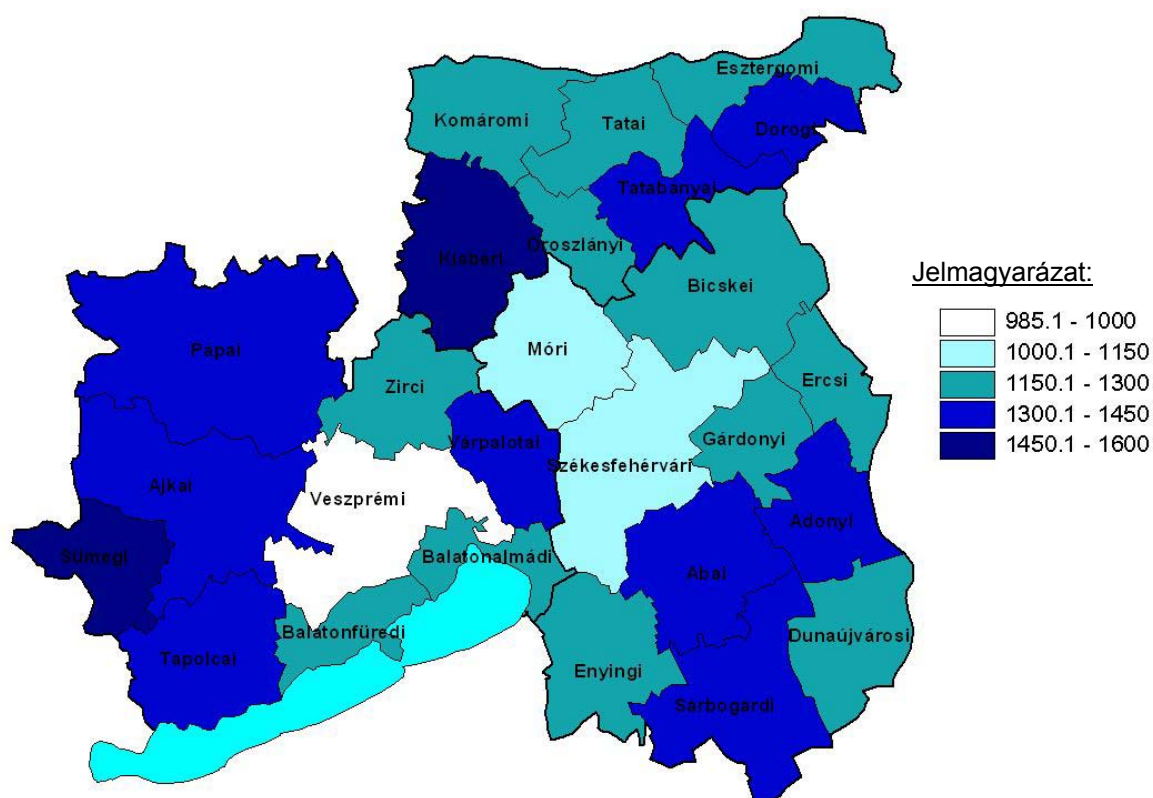 Esztergomi
Komáromi
Tatai
Dorogi
Tatabányai
Oroszlányi
Kisbéri
Bicskei
Jelmagyarázat:
985.1 - 1000
1000.1 - 1150
1150.1 - 1300
1300.1 - 1450
1450.1 - 1600
Pápai
Móri
Zirci
Ercsi
Várpalotai
Gárdonyi
Székesfehérvári
Ajkai
Veszprémi
Adonyi
Sümegi
Balatonalmádi
Abai
Balatonfüredi
Dunaújvárosi
Tapolcai
Enyingi
Sárbogárdi